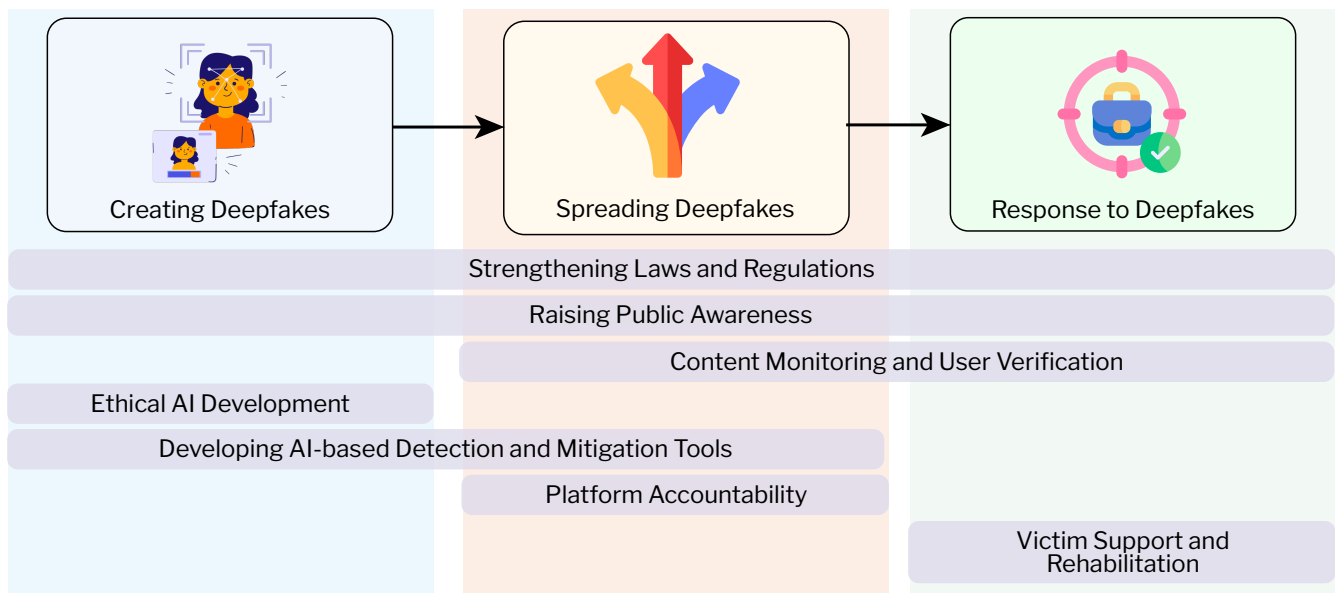 Creating Deepfakes
Spreading Deepfakes
Response to Deepfakes
Strengthening Laws and Regulations
Raising Public Awareness
Content Monitoring and User Verification
Ethical AI Development
Developing AI-based Detection and Mitigation Tools
Platform Accountability
Victim Support and
Rehabilitation